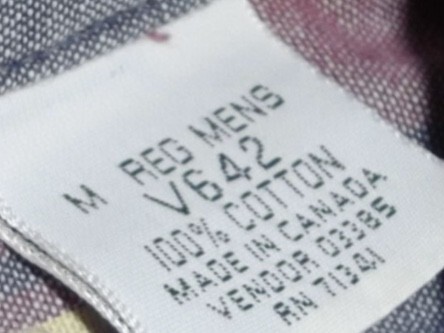 M REG MENS
V642
100% COTTON
MADE IN CANADA
VENDOR 03385
RN 71341